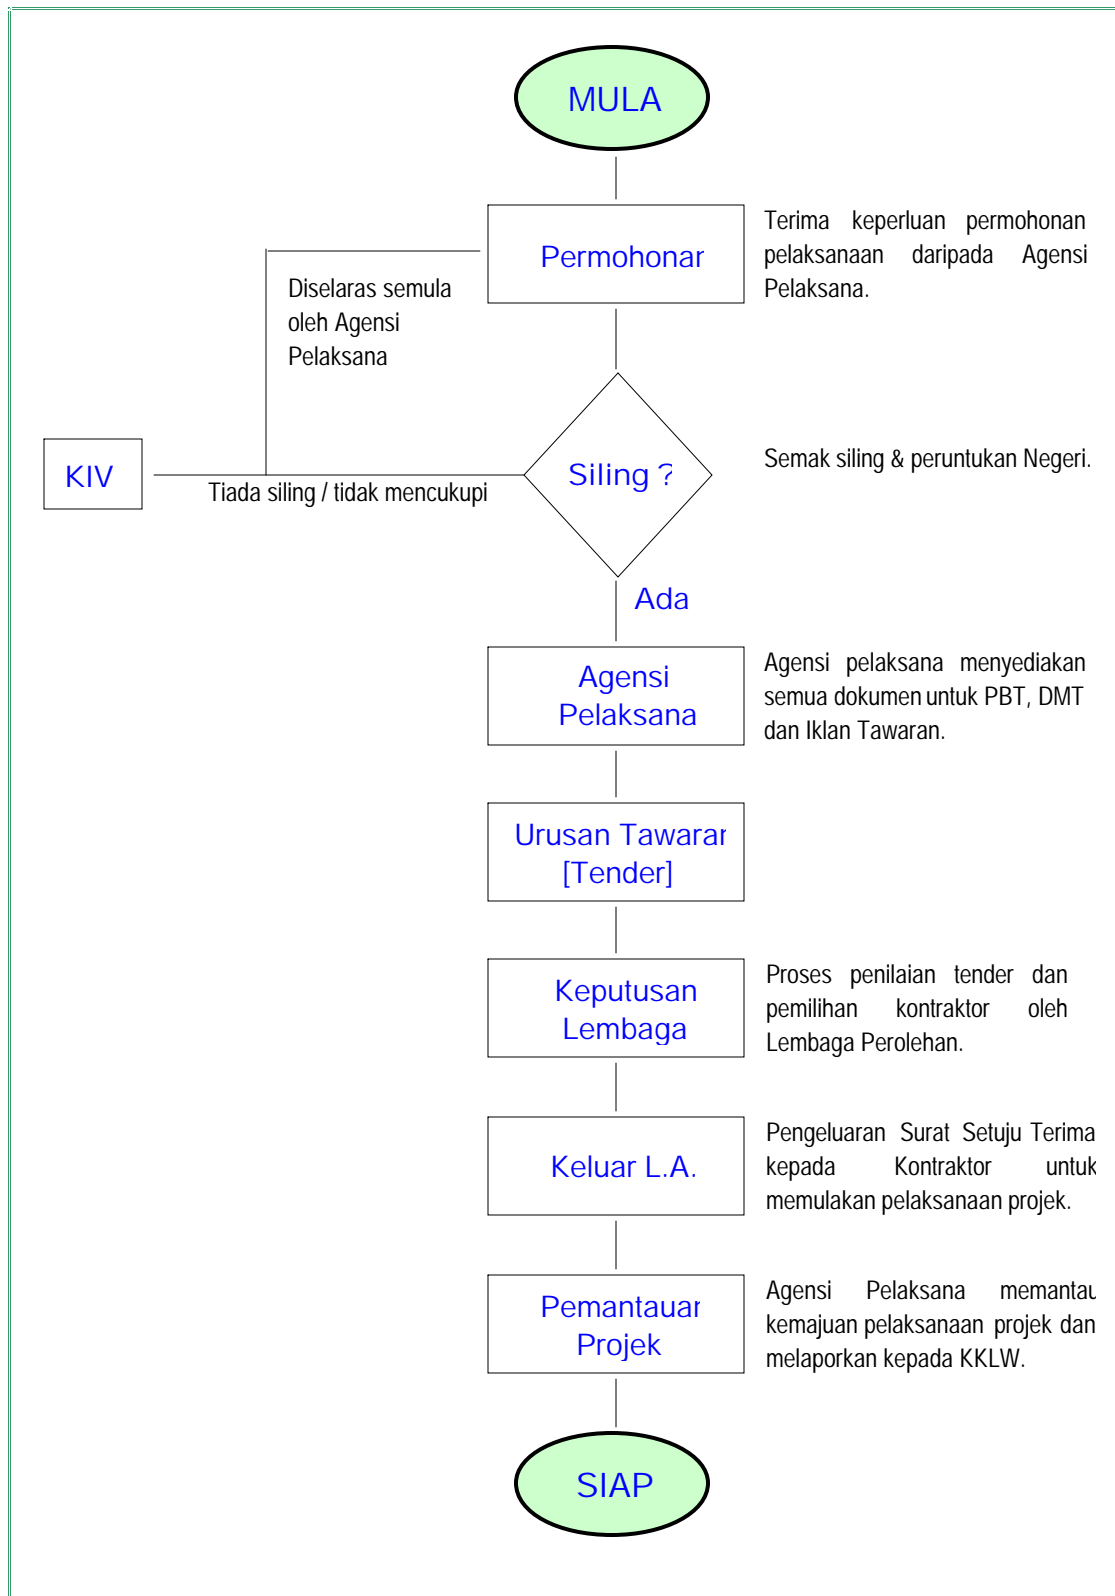 MULA
Permohonan
Terima keperluan permohonan
pelaksanaan daripada Agensi
Pelaksana.
Diselaras semula
oleh Agensi
Pelaksana
KIV
Tiada siling / tidak mencukupi
Siling ?
Semak siling & peruntukan Negeri.
Ada
Agensi
Pelaksana
Agensi pelaksana menyediakan
semua dokumen untuk PBT, DMT
dan Iklan Tawaran.
Urusan Tawaran
[Tender]
Keputusan
Lembaga
Proses penilaian tender dan
pemilihan kontraktor oleh
Lembaga Perolehan.
Keluar L.A.
Pengeluaran Surat Setuju Terima
kepada Kontraktor untuk
memulakan pelaksanaan projek.
Pemantauan
Projek
Agensi Pelaksana memantau
kemajuan pelaksanaan projek dan
melaporkan kepada KKLW.
SIAP